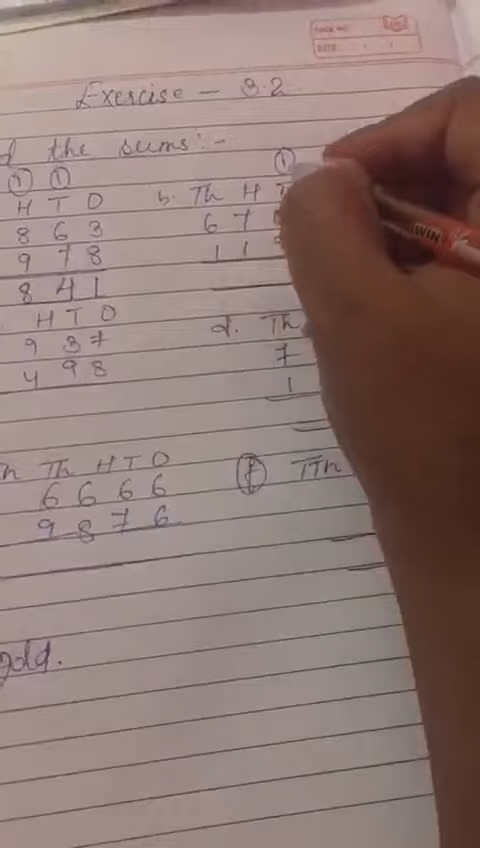 Exercise - 3.2
the sums :-
① ① ①
H T O b. Th H T
8 6 3 6 7
9 7 8 1 1
8 4 1
H T O d. Th
9 3 7 7
4 9 8 1
Th H T O f TTh
6 6 6 6
9 8 7 6
WIN